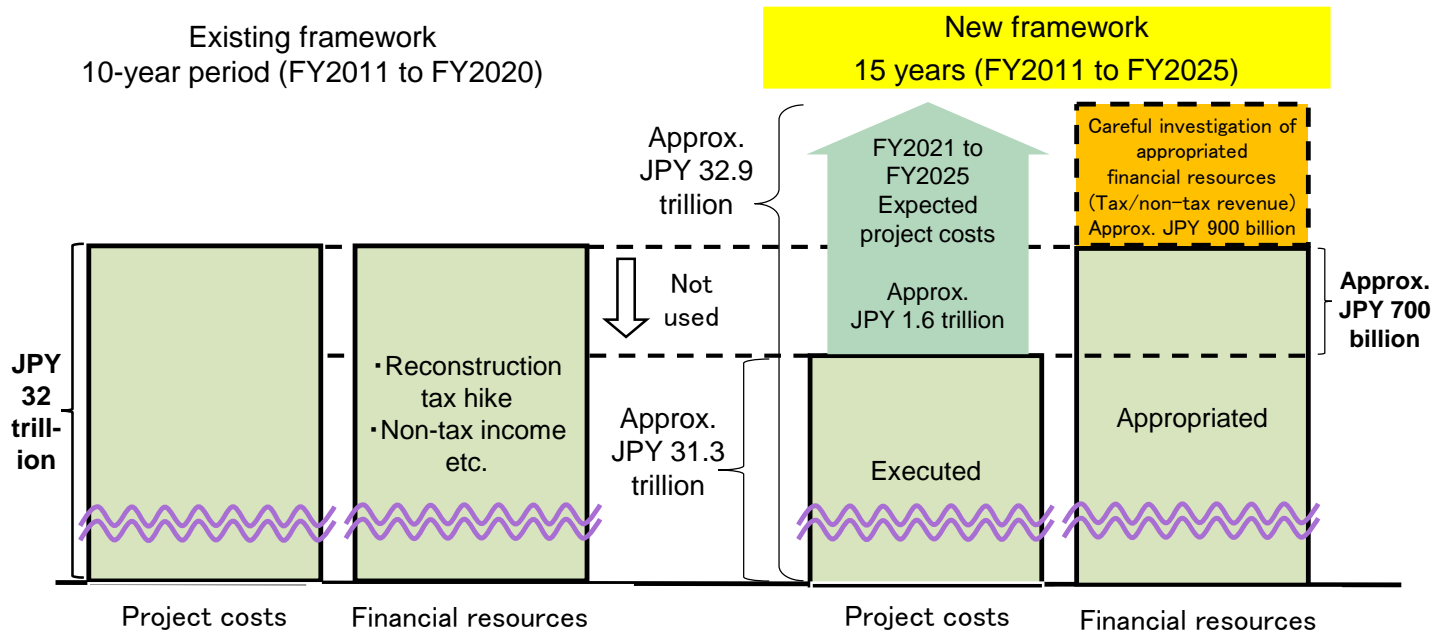 Existing framework
10-year period (FY2011 to FY2020)
New framework
15 years (FY2011 to FY2025)
JPY
32
trill-
ion
・Reconstruction
tax hike
・Non-tax income
etc.
Not
used
Approx.
JPY 32.9
trillion
Approx.
JPY 31.3
trillion
FY2021 to
FY2025
Expected
project costs
Approx.
JPY 1.6 trillion
Executed
Careful investigation of
appropriated
financial resources
(Tax/non-tax revenue)
Approx. JPY 900 billion
Appropriated
Approx.
JPY 700
billion
Project costs
Financial resources
Project costs
Financial resources